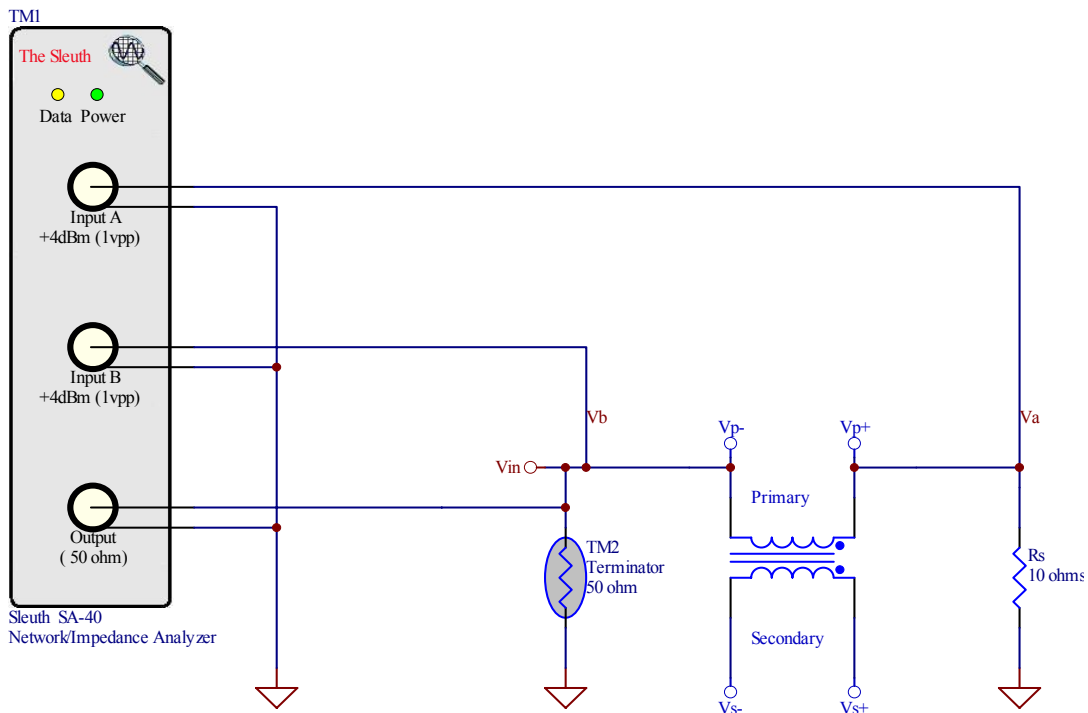 TM1
The Sleuth
Data Power
Input A
+4dBm (1vpp)
Input B
+4dBm (1vpp)
Output
( 50 ohm)
Sleuth SA-40
Network/Impedance Analyzer
Vb
Vin
TM2
Terminator
50 ohm
Vp-
Vp+
Primary
Secondary
Vs-
Vs+
Va
Rs
10 ohms